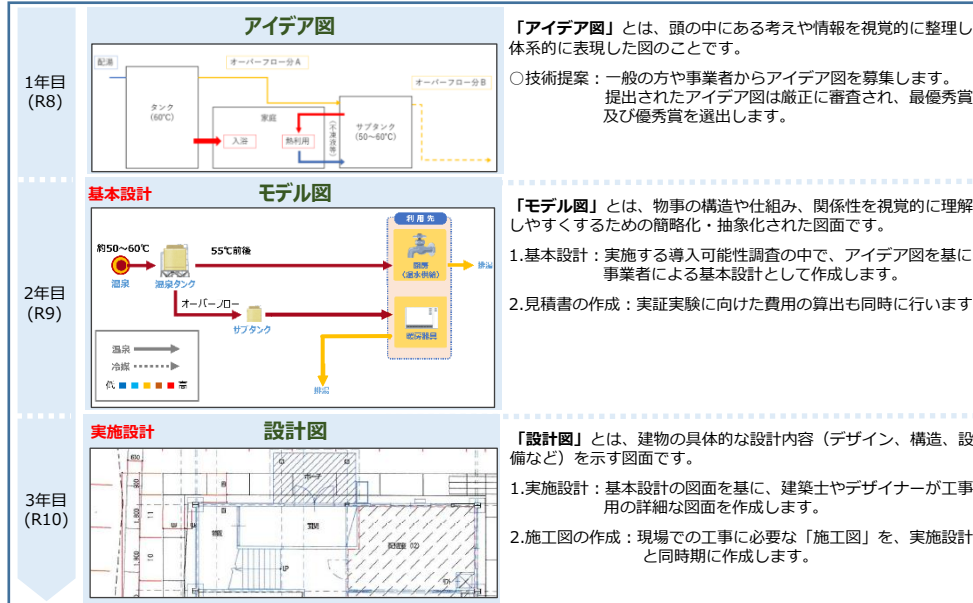 1年目
(R8)
アイデア図
配湯
オーバーフロー分A
オーバーフロー分B
タンク
(60℃)
家庭
入浴
熱利用
(不凍液等)
サブタンク
(50~60℃)
「アイデア図」とは、頭の中にある考えや情報を視覚的に整理し
体系的に表現した図のことです。
○技術提案：一般の方や事業者からアイデア図を募集します。
提出されたアイデア図は厳正に審査され、最優秀賞
及び優秀賞を選出します。
2年目
(R9)
基本設計
モデル図
利用先
約50~60℃
55℃前後
温泉
温泉タンク
(温水供給)
排湯
オーバーフロー
サブタンク
暖房器具
排湯
温泉
冷媒
低
高
「モデル図」とは、物事の構造や仕組み、関係性を視覚的に理解
しやすくするための簡略化・抽象化された図面です。
1.基本設計：実施する導入可能性調査の中で、アイデア図を基に
事業者による基本設計として作成します。
2.見積書の作成：実証実験に向けた費用の算出も同時に行います
3年目
(R10)
実施設計
設計図
ポーチ
玄関
UP
「設計図」とは、建物の具体的な設計内容（デザイン、構造、設
備など）を示す図面です。
1.実施設計：基本設計の図面を基に、建築士やデザイナーが工事
用の詳細な図面を作成します。
2.施工図の作成：現場での工事に必要な「施工図」を、実施設計
と同時期に作成します。